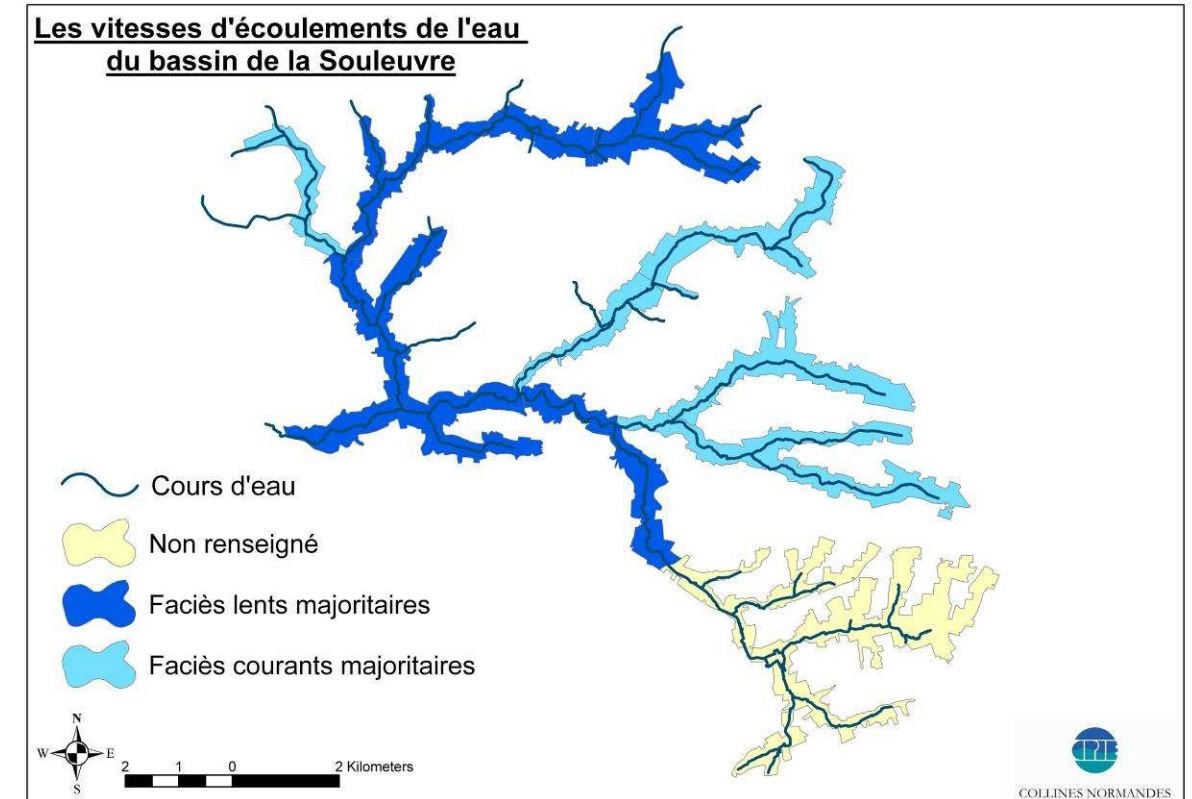 Les vitesses d'écoulements de l'eau
du bassin de la Souleuvre
Cours d'eau
Non renseigné
Faciès lents majoritaires
Faciès courants majoritaires
N
W E
S
2 1 0 2 Kilometers
CPIE
COLLINES NORMANDES